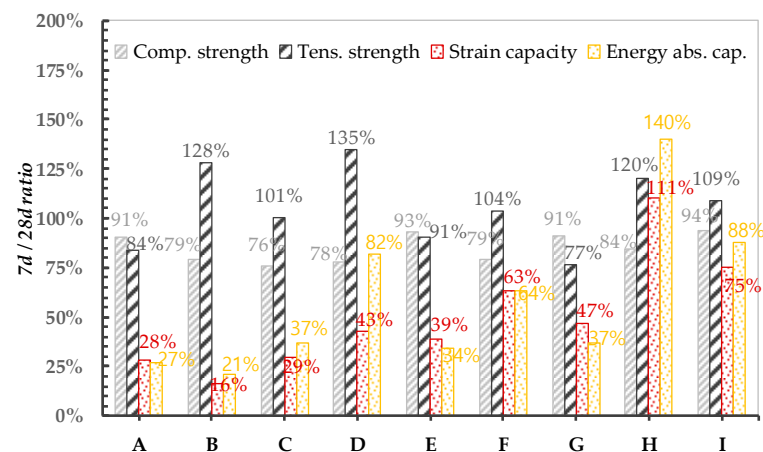 200%
Comp. strength Tens. strength Strain capacity Energy abs. cap.
175%
150%
125%
100%
75%
50%
25%
0%
7d / 28d ratio
91% 84% 28% 27%
79% 128% 16% 21%
76% 101% 29% 37%
78% 135% 43% 82%
93% 91% 39% 34%
79% 104% 63% 64%
91% 77% 47% 37%
84% 120% 111% 140%
94% 109% 75% 88%
A B C D E F G H I